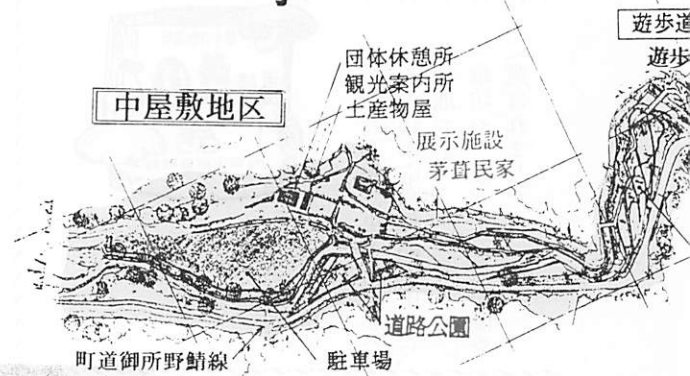 遊歩道
遊歩
団体休憩所
観光案内所
土産物屋
中屋敷地区
展示施設
茅葺民家
道路公園
町道御所野鯖線
駐車場